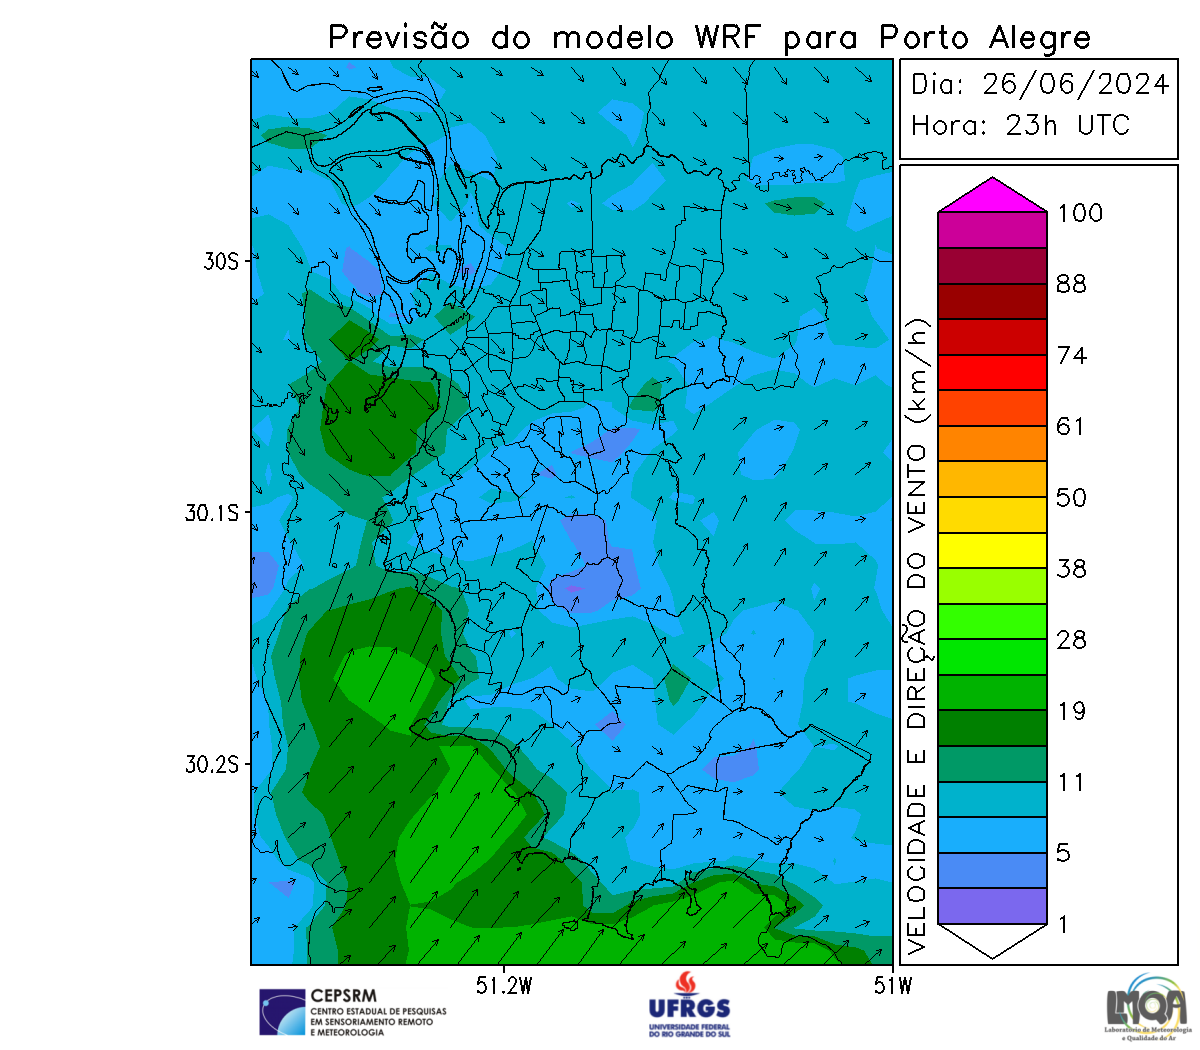 Previsão do modelo WRF para Porto Alegre
Dia: 26/06/2024
Hora: 23h UTC
30S
30.1S
30.2S
51.2W
51W
VELOCIDADE E DIREÇÃO DO VENTO (km/h)
100
88
74
61
50
38
28
19
11
5
1
CEPSRM
CENTRO ESTADUAL DE PESQUISAS
EM SENSORIAMENTO REMOTO
E METEOROLOGIA
UFRGS
UNIVERSIDADE FEDERAL
DO RIO GRANDE DO SUL
LMQA
Laboratório de Meteorologia
e Qualidade do Ar